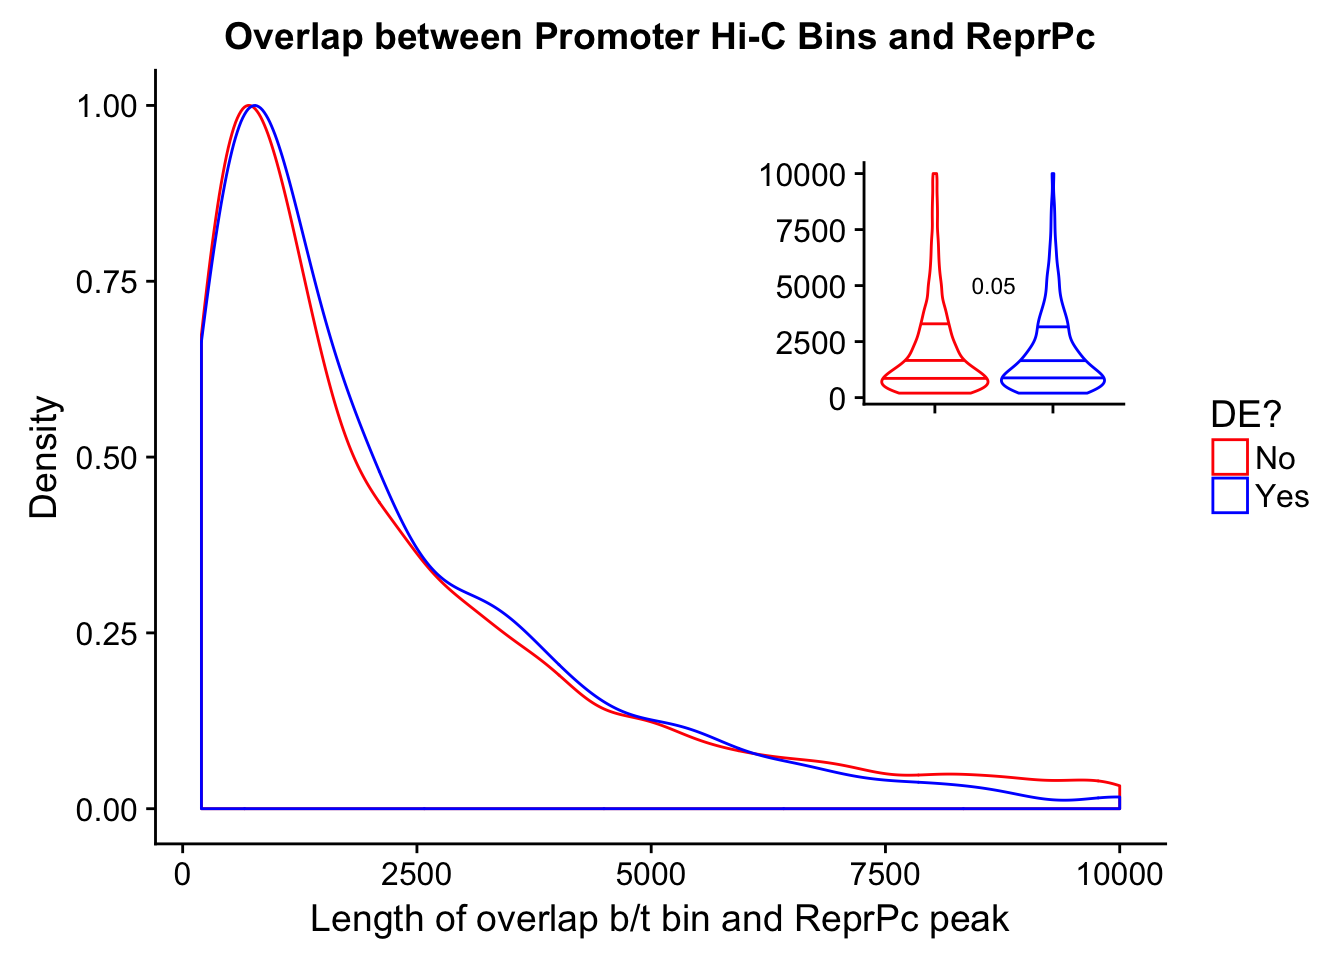 Overlap between Promoter Hi-C Bins and ReprPc
1.00
0.75
0.50
0.25
0.00
Density
0
2500
5000
7500
10000
Length of overlap b/t bin and ReprPc peak
10000
7500
5000
2500
0
0.05
DE?
No
Yes